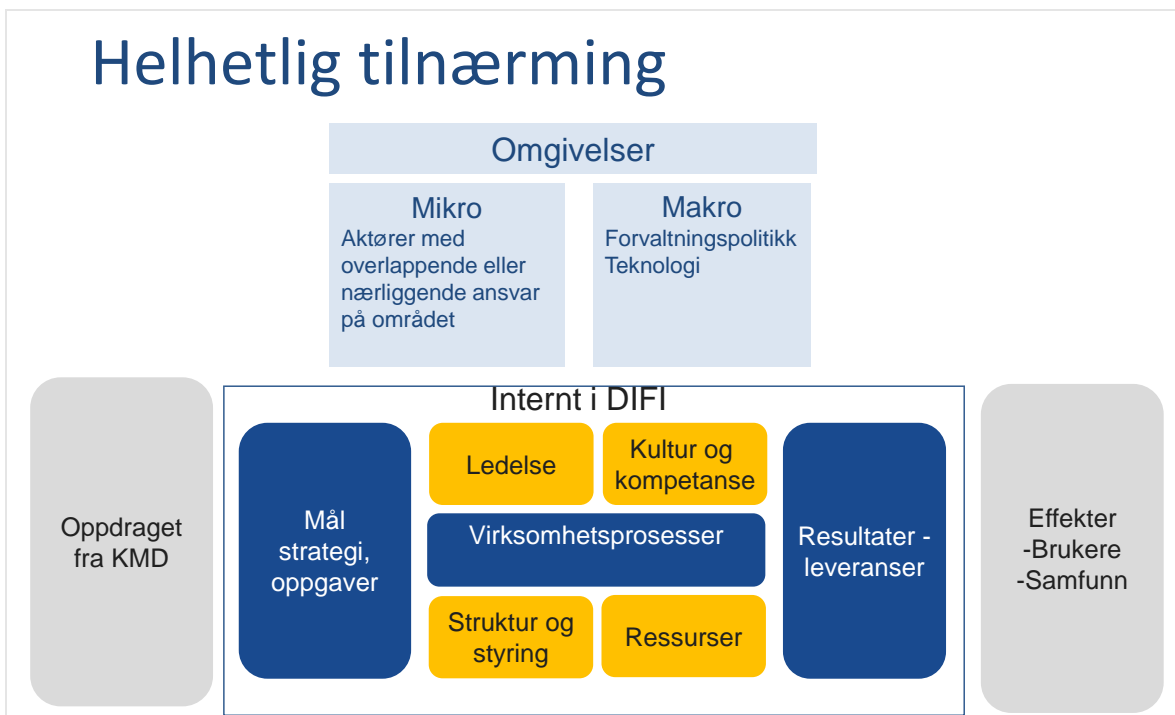 Helhetlig tilnærming
Omgivelser
Mikro
Aktører med
overlappende eller
nærliggende ansvar
på området
Makro
Forvaltningspolitikk
Teknologi
Oppdraget
fra KMD
Internt i DIFI
Mål
strategi,
oppgaver
Ledelse
Kultur og
kompetanse
Virksomhetsprosesser
Struktur og
styring
Ressurser
Resultater -
leveranser
Effekter
-Brukere
-Samfunn